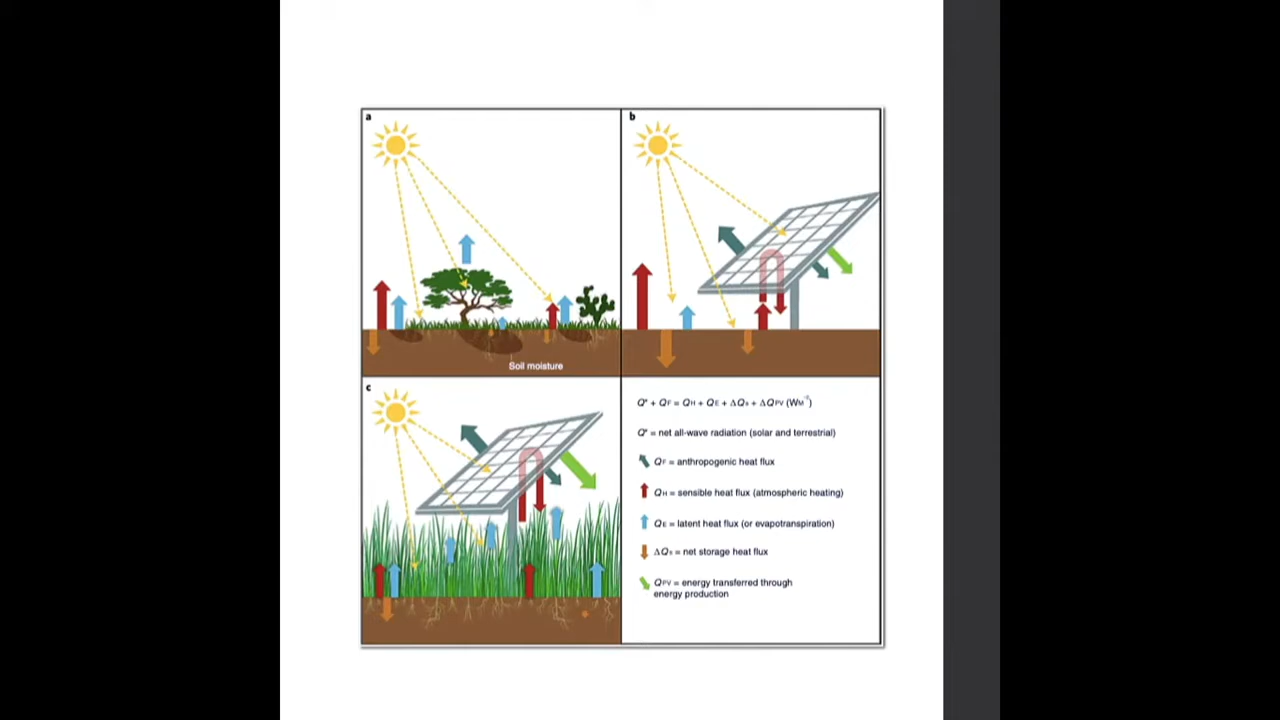 a
b
Soil moisture
c
Q* + QF = QH + QE + ΔQs + ΔQPV (WM⁻²)
Q* = net all-wave radiation (solar and terrestrial)
QF = anthropogenic heat flux
QH = sensible heat flux (atmospheric heating)
QE = latent heat flux (or evapotranspiration)
ΔQs = net storage heat flux
QPV = energy transferred through
energy production